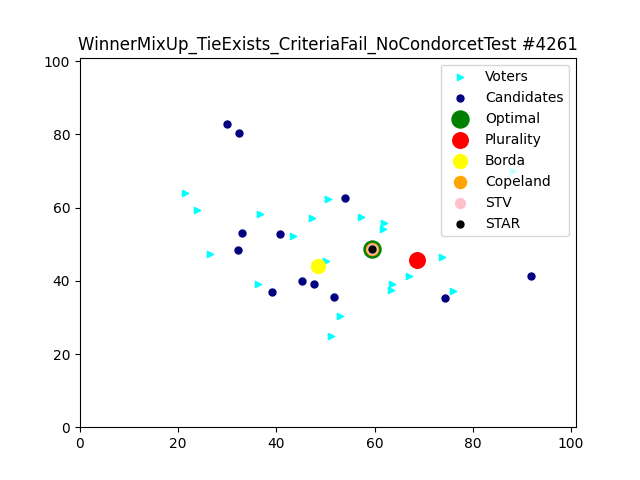 WinnerMixUp_TieExists_CriteriaFail_NoCondorcetTest #4261
100
80
60
40
20
0
0 20 40 60 80 100
Voters
Candidates
Optimal
Plurality
Borda
Copeland
STV
STAR